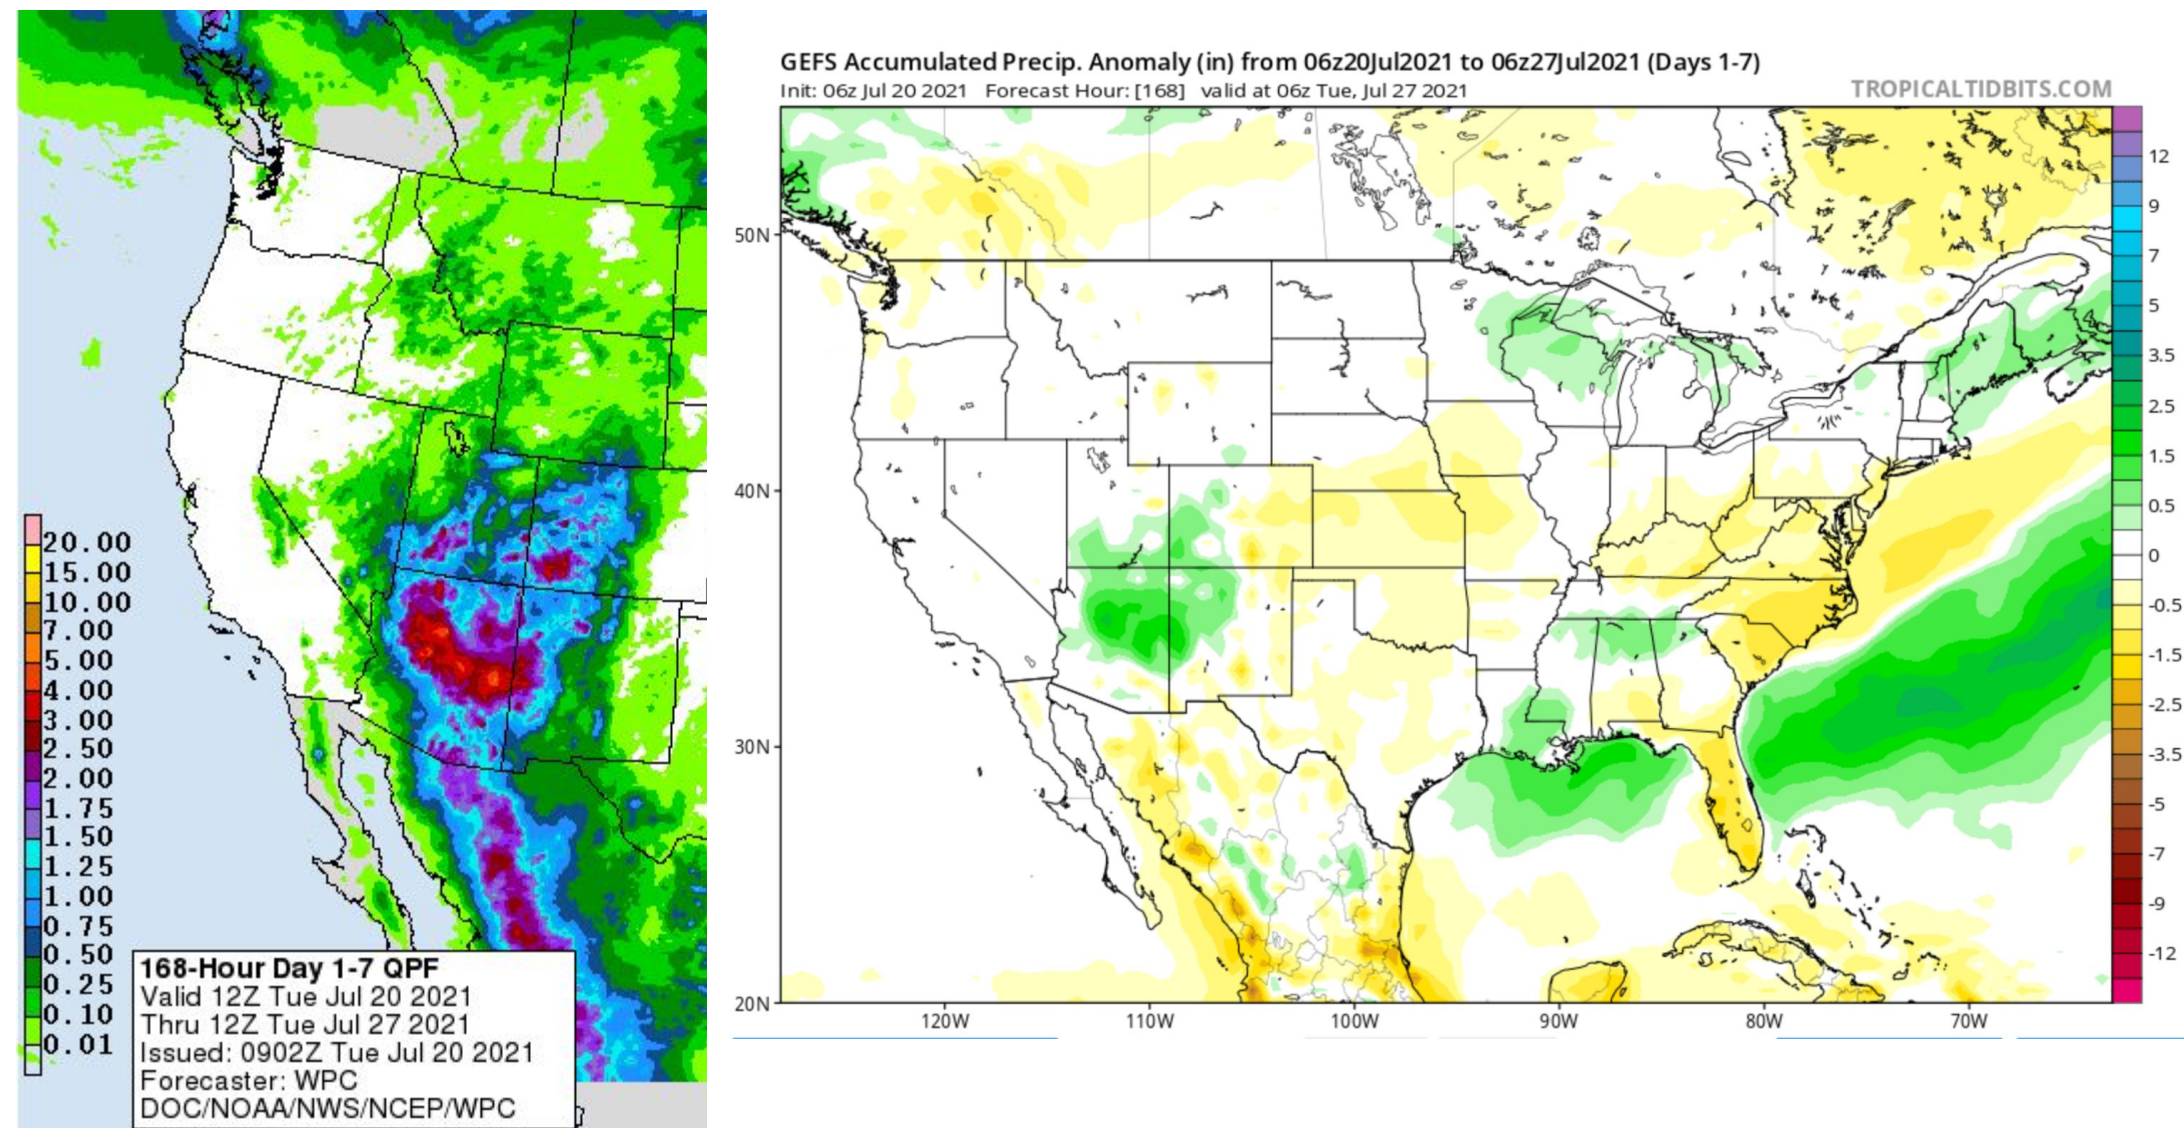 20.00
15.00
10.00
7.00
5.00
4.00
3.00
2.50
2.00
1.75
1.50
1.25
1.00
0.75
0.50
0.25
0.10
0.01
168-Hour Day 1-7 QPF
Valid 12Z Tue Jul 20 2021
Thru 12Z Tue Jul 27 2021
Issued: 0902Z Tue Jul 20 2021
Forecaster: WPC
DOC/NOAA/NWS/NCEP/WPC
GEFS Accumulated Precip. Anomaly (in) from 06z20Jul2021 to 06z27Jul2021 (Days 1-7)
Init: 06z Jul 20 2021 Forecast Hour: [168] valid at 06z Tue, Jul 27 2021
TROPICALTIDBITS.COM
50N
40N
30N
20N
120W
110W
100W
90W
80W
70W
12
9
7
5
3.5
2.5
1.5
0.5
0
-0.5
-1.5
-2.5
-3.5
-5
-7
-9
-12